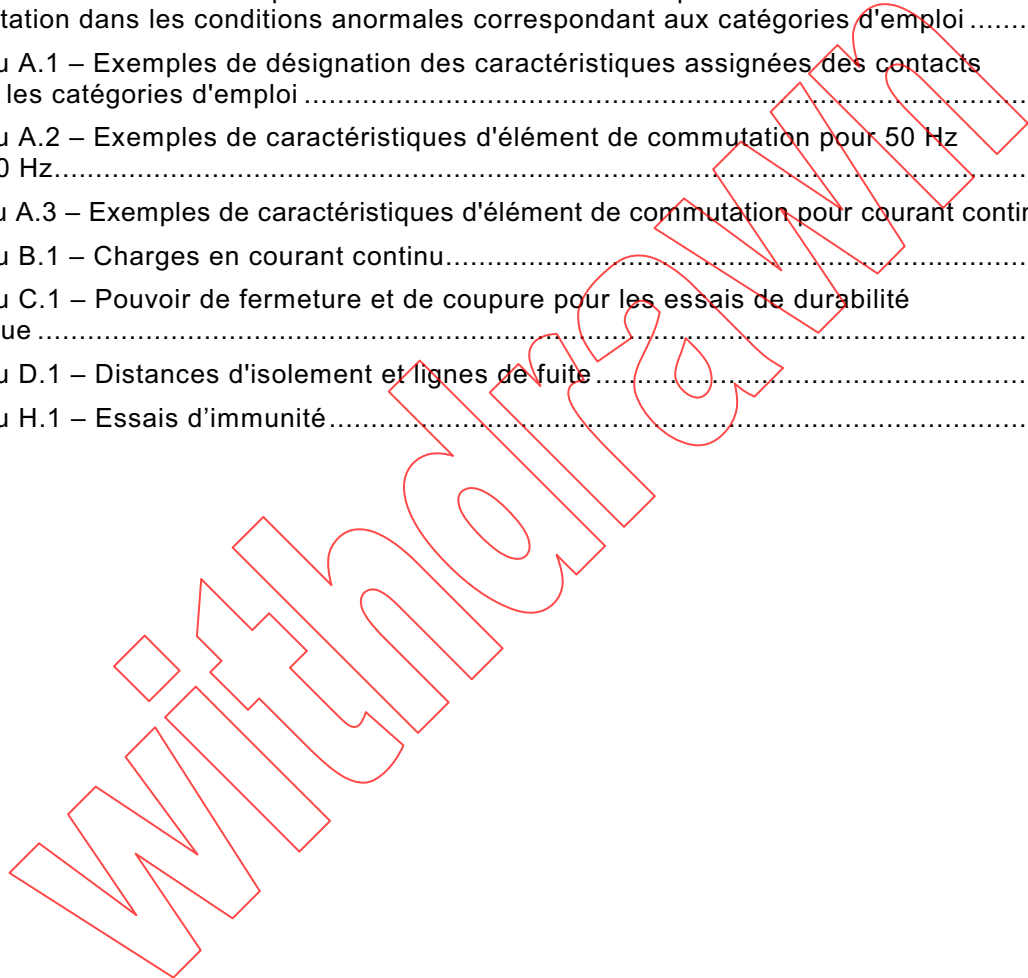 tation dans les conditions anormales correspondant aux catégories d'emploi ........
u A.1 – Exemples de désignation des caractéristiques assignées des contacts
les catégories d'emploi ........................................................................................
u A.2 – Exemples de caractéristiques d'élément de commutation pour 50 Hz
0 Hz........................................................................................................................
u A.3 – Exemples de caractéristiques d'élément de commutation pour courant contin
u B.1 – Charges en courant continu......................................................................
u C.1 – Pouvoir de fermeture et de coupure pour les essais de durabilité
ue ..........................................................................................................................
u D.1 – Distances d'isolement et lignes de fuite .....................................................
u H.1 – Essais d’immunité.....................................................................................
withdrawn